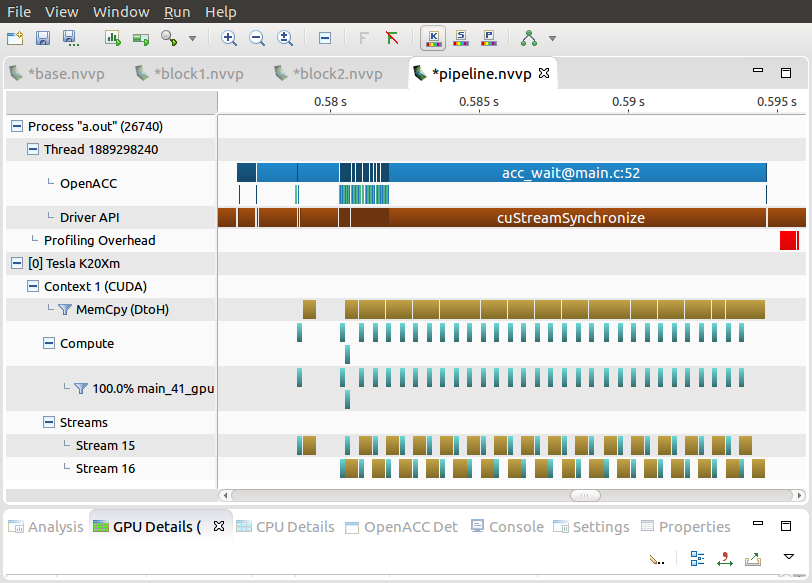 File View Window Run Help
*base.nvvp *block1.nvvp *block2.nvvp *pipeline.nvvp
0.58 s 0.585 s 0.59 s 0.595 s
Process "a.out" (26740)
Thread 1889298240
OpenACC acc_wait@main.c:52
Driver API cuStreamSynchronize
Profiling Overhead
[0] Tesla K20Xm
Context 1 (CUDA)
MemCpy (DtoH)
Compute
100.0% main_41_gpu
Streams
Stream 15
Stream 16
Analysis GPU Details ( CPU Details OpenACC Det Console Settings Properties